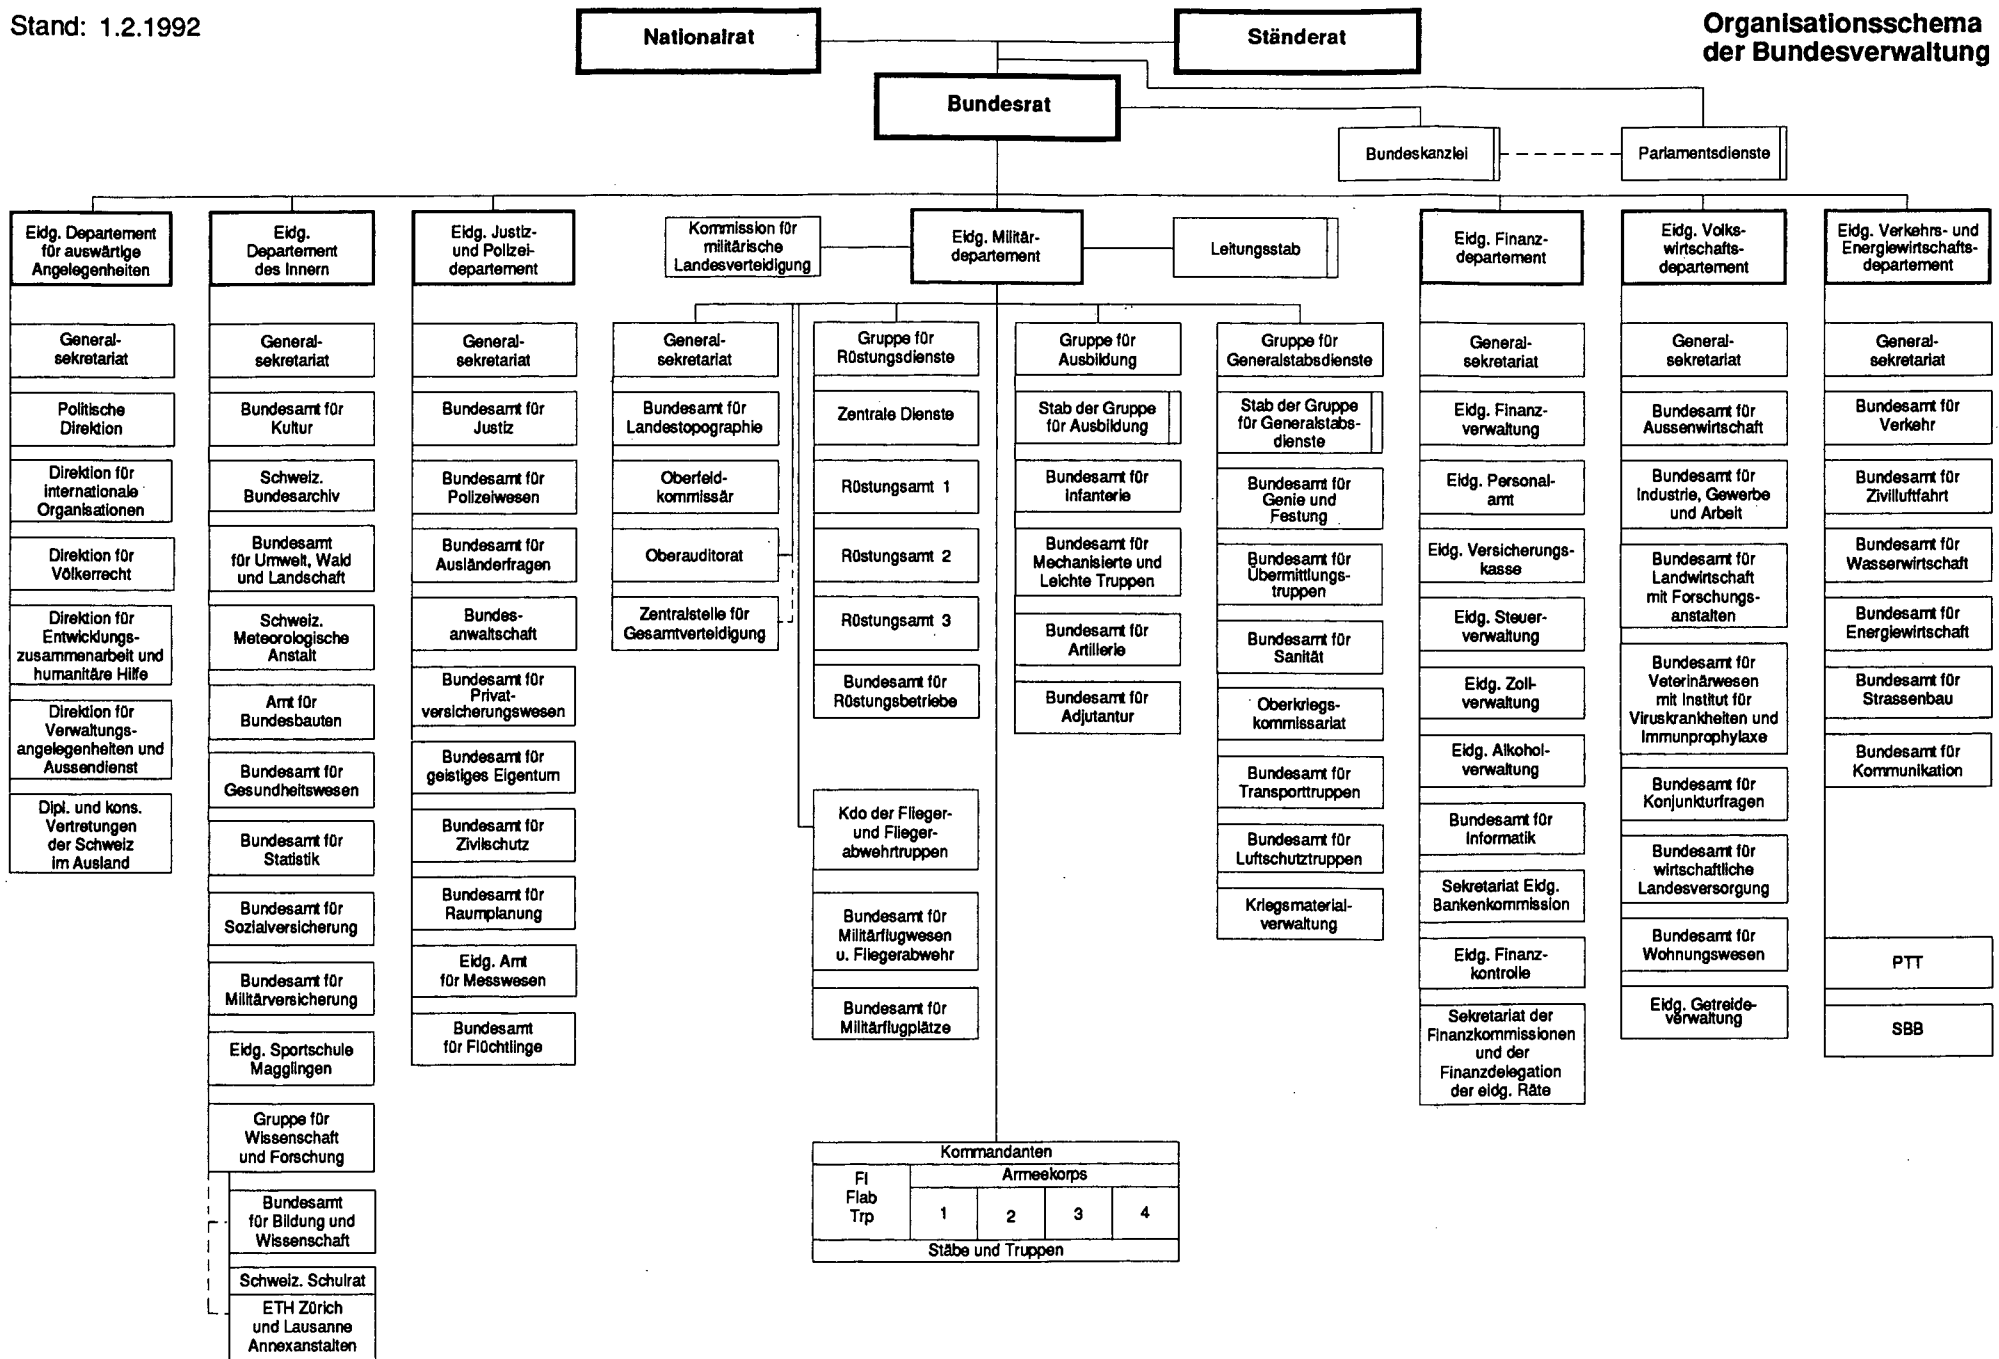 Stand: 1.2.1992
Organisationsschema
der Bundesverwaltung
Nationalrat
Ständerat
Bundesrat
Bundeskanzlei
Parlamentsdienste
Eidg. Departement
für auswärtige
Angelegenheiten
General-
sekretariat
Politische
Direktion
Direktion für
internationale
Organisationen
Direktion für
Völkerrecht
Direktion für
Entwicklungs-
zusammenarbeit und
humanitäre Hilfe
Direktion für
Verwaltungs-
angelegenheiten und
Aussendienst
Dipl. und kons.
Vertretungen
der Schweiz
im Ausland
Eidg.
Departement
des Innern
General-
sekretariat
Bundesamt für
Kultur
Schweiz.
Bundesarchiv
Bundesamt
für Umwelt, Wald
und Landschaft
Schweiz.
Meteorologische
Anstalt
Amt für
Bundesbauten
Bundesamt für
Gesundheitswesen
Bundesamt für
Statistik
Bundesamt für
Sozialversicherung
Bundesamt für
Militärversicherung
Eidg. Sportschule
Magglingen
Gruppe für
Wissenschaft
und Forschung
Bundesamt
für Bildung und
Wissenschaft
Schweiz. Schulrat
ETH Zürich
und Lausanne
Annexanstalten
Eidg. Justiz-
und Polizei-
departement
General-
sekretariat
Bundesamt für
Justiz
Bundesamt für
Polizeiwesen
Bundesamt für
Ausländerfragen
Bundes-
anwaltschaft
Bundesamt für
Privat-
versicherungswesen
Bundesamt für
geistiges Eigentum
Bundesamt für
Zivilschutz
Bundesamt für
Raumplanung
Eidg. Amt
für Messwesen
Bundesamt
für Flüchtlinge
Kommission für
militärische
Landesverteidigung
Eidg. Militär-
departement
Leitungsstab
General-
sekretariat
Bundesamt für
Landestopographie
Oberfeld-
kommissär
Oberauditorat
Zentralstelle für
Gesamtverteidigung
Gruppe für
Rüstungsdienste
Zentrale Dienste
Rüstungsamt 1
Rüstungsamt 2
Rüstungsamt 3
Bundesamt für
Rüstungsbetriebe
Kdo der Flieger-
und Flieger-
abwehrtruppen
Bundesamt für
Militärflugwesen
u. Fliegerabwehr
Bundesamt für
Militärflugplätze
Gruppe für
Ausbildung
Stab der Gruppe
für Ausbildung
Bundesamt für
Infanterie
Bundesamt für
Mechanisierte und
Leichte Truppen
Bundesamt für
Artillerie
Bundesamt für
Adjutantur
Gruppe für
Generalstabsdienste
Stab der Gruppe
für Generalstabs-
dienste
Bundesamt für
Genie und
Festung
Bundesamt für
Übermittlungs-
truppen
Bundesamt für
Sanität
Oberkriegs-
kommissariat
Bundesamt für
Transporttruppen
Bundesamt für
Luftschutztruppen
Kriegsmaterial-
verwaltung
Kommandanten
Fl
Flab
Trp
Armeekorps
1 2 3 4
Stäbe und Truppen
Eidg. Finanz-
departement
General-
sekretariat
Eidg. Finanz-
verwaltung
Eidg. Personal-
amt
Eidg. Versicherungs-
kasse
Eidg. Steuer-
verwaltung
Eidg. Zoll-
verwaltung
Eidg. Alkohol-
verwaltung
Bundesamt für
Informatik
Sekretariat Eidg.
Bankenkommission
Eidg. Finanz-
kontrolle
Sekretariat der
Finanzkommissionen
und der
Finanzdelegation
der eidg. Räte
Eidg. Volks-
wirtschafts-
departement
General-
sekretariat
Bundesamt für
Aussenwirtschaft
Bundesamt für
Industrie, Gewerbe
und Arbeit
Bundesamt für
Landwirtschaft
mit Forschungs-
anstalten
Bundesamt für
Veterinärwesen
mit Institut für
Viruskrankheiten und
Immunprophylaxe
Bundesamt für
Konjunkturfragen
Bundesamt für
wirtschaftliche
Landesversorgung
Bundesamt für
Wohnungswesen
Eidg. Getreide-
verwaltung
Eidg. Verkehrs- und
Energiewirtschafts-
departement
General-
sekretariat
Bundesamt für
Verkehr
Bundesamt für
Zivilluftfahrt
Bundesamt für
Wasserwirtschaft
Bundesamt für
Energiewirtschaft
Bundesamt für
Strassenbau
Bundesamt für
Kommunikation
PTT
SBB